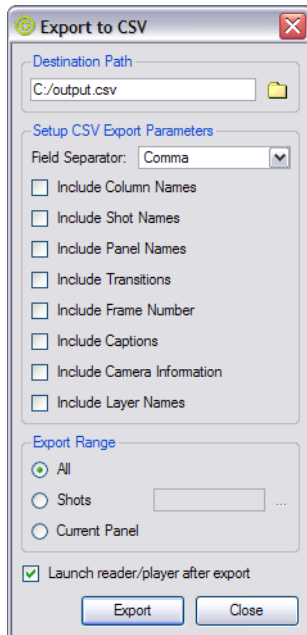 Export to CSV
Destination Path
C:/output.csv
Setup CSV Export Parameters
Field Separator: Comma
Include Column Names
Include Shot Names
Include Panel Names
Include Transitions
Include Frame Number
Include Captions
Include Camera Information
Include Layer Names
Export Range
All
Shots ...
Current Panel
Launch reader/player after export
Export Close